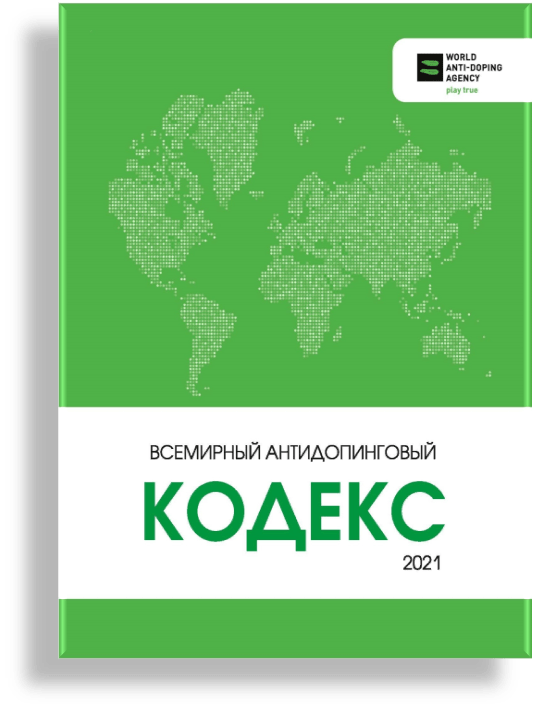 WORLD
ANTI-DOPING
AGENCY
play true
ВСЕМИРНЫЙ АНТИДОПИНГОВЫЙ
КОДЕКС
2021